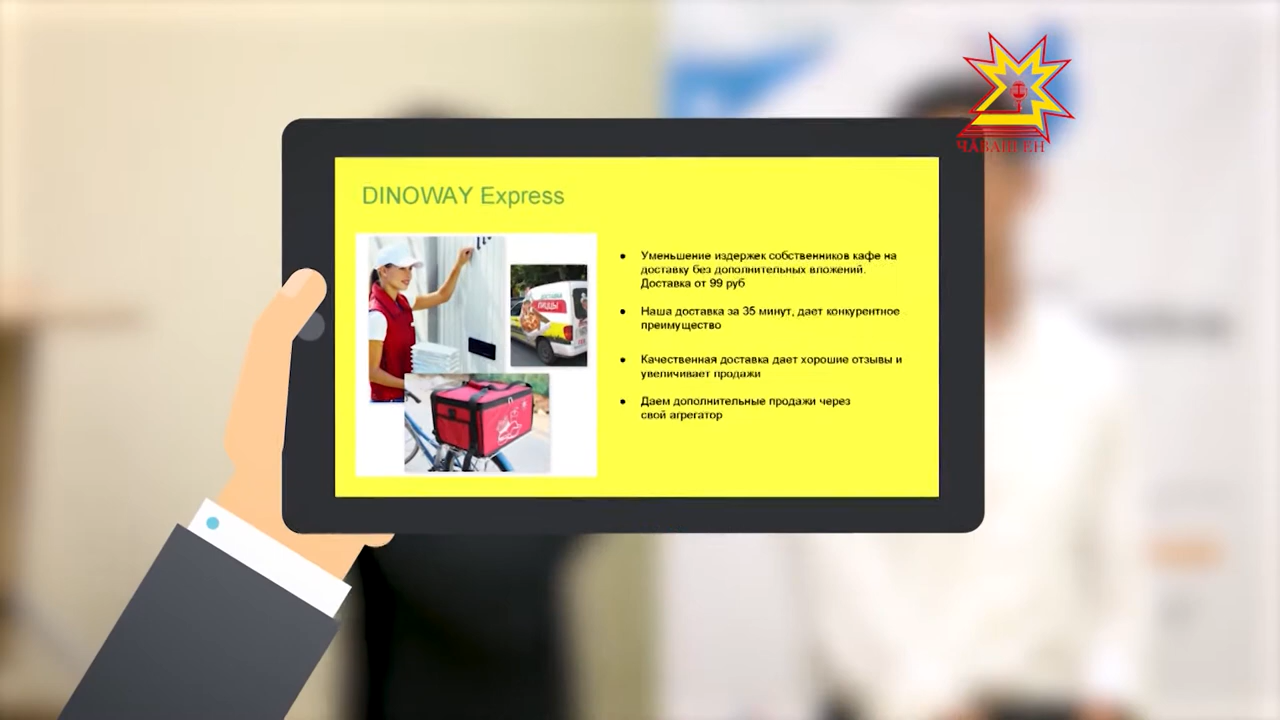 ЧӐВАШ ЕН
DINOWAY Express
Уменьшение издержек собственников кафе на
доставку без дополнительных вложений.
Доставка от 99 руб
Наша доставка за 35 минут, дает конкурентное
преимущество
Качественная доставка дает хорошие отзывы и
увеличивает продажи
Даем дополнительные продажи через
свой агрегатор
ДОСТАВКА
ПИЦЦЫ